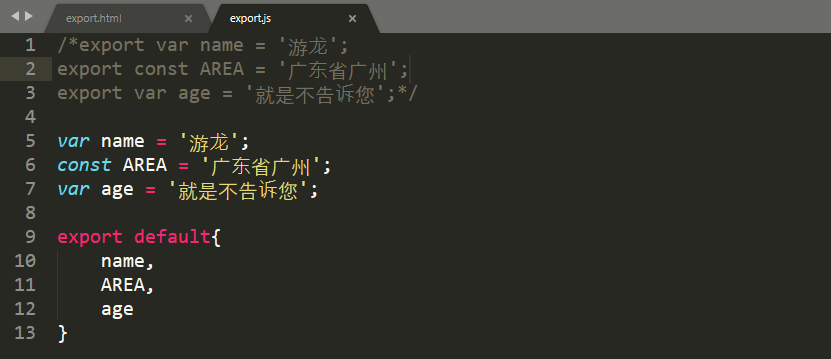 export.html × export.js ×
1 /*export var name = '游龙';
2 export const AREA = '广东省广州';
3 export var age = '就是不告诉您';*/
4
5 var name = '游龙';
6 const AREA = '广东省广州';
7 var age = '就是不告诉您';
8
9 export default{
10 name,
11 AREA,
12 age
13 }